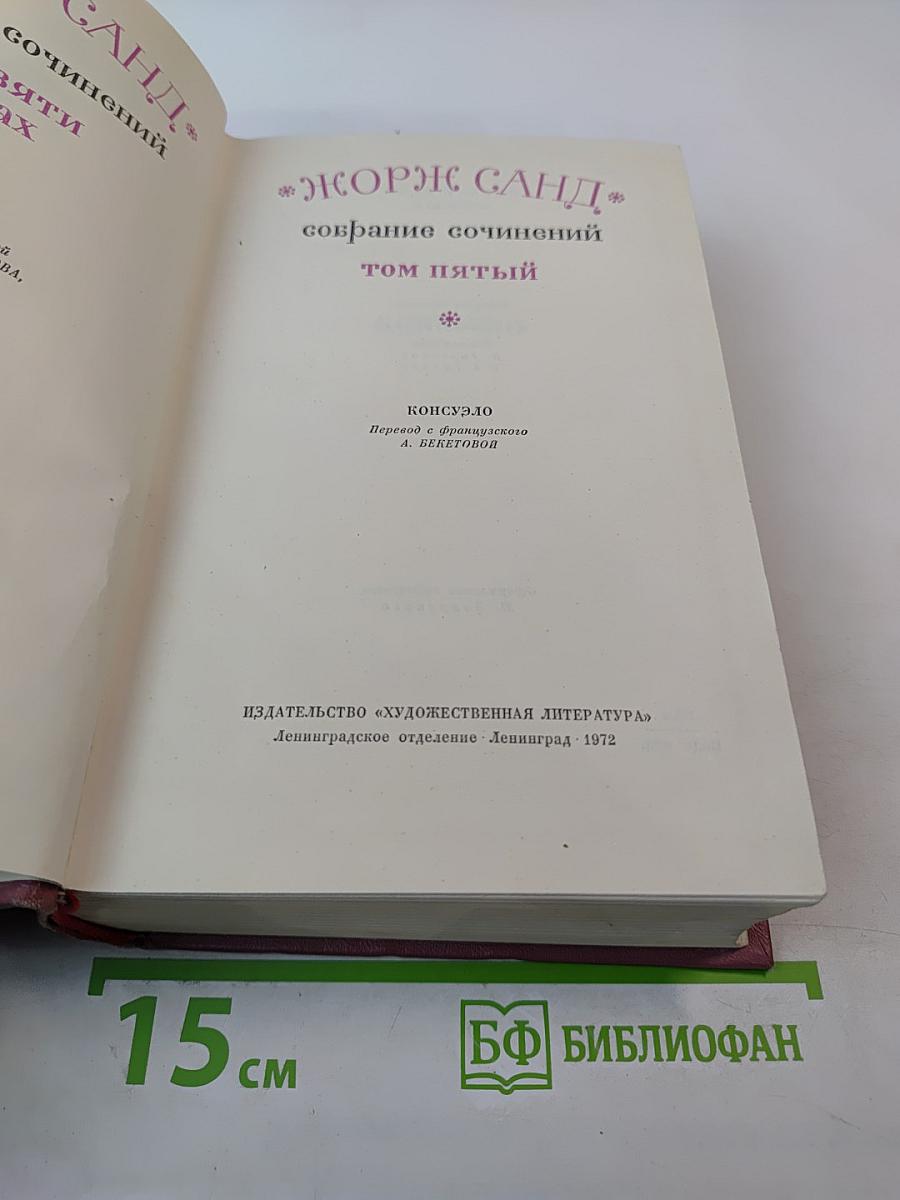 САНД
сочинений
ЖОРЖ САНД
собрание сочинений
том пятый
КОНСУЭЛО
Перевод с французского
А. БЕКЕТОВОЙ
ИЗДАТЕЛЬСТВО «ХУДОЖЕСТВЕННАЯ ЛИТЕРАТУРА»
Ленинградское отделение · Ленинград · 1972
15 см
БФ БИБЛИОФАН